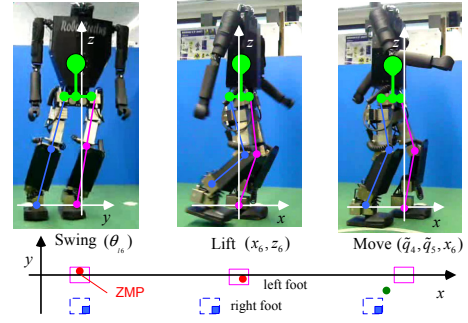 z
z
z
y
x
x
Swing (θ₁₆)
Lift (x₆, z₆)
Move (q̃₄, q̃₅, x₆)
y
x
ZMP
left foot
right foot